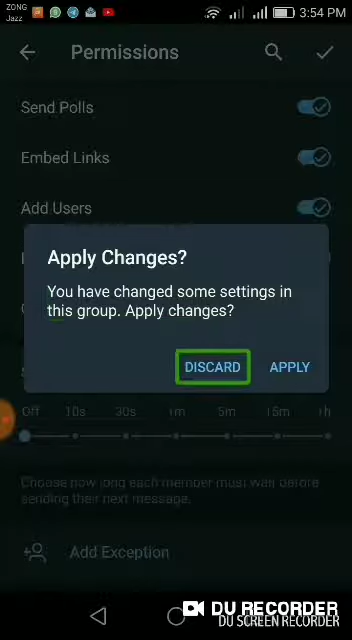 ZONG
Jazz
3:54 PM
Permissions
Send Polls
Embed Links
Add Users
Apply Changes?
You have changed some settings in
this group. Apply changes?
DISCARD
APPLY
Off 10s 30s 1m 5m 15m 1h
Choose how long each member must wait before
sending their next message.
Add Exception
DU RECORDER
DU SCREEN RECORDER